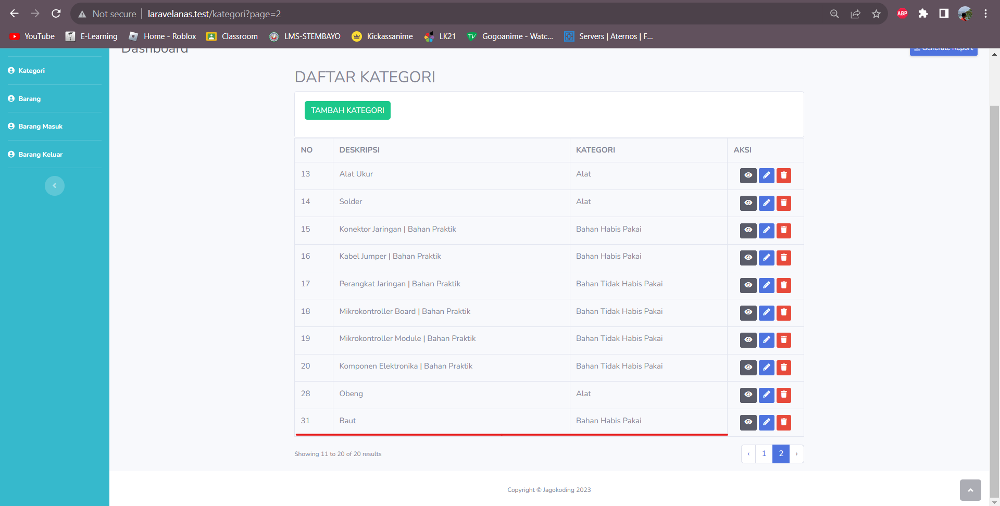 Not secure | laravelanas.test/kategori?page=2
ABP
YouTube E-Learning Home - Roblox Classroom LMS-STEMBAYO Kickassanime LK21 Gogoanime - Watc... Servers | Aternos | F...
Dashboard Generate Report
Kategori
Barang
Barang Masuk
Barang Keluar
DAFTAR KATEGORI
TAMBAH KATEGORI
NO DESKRIPSI KATEGORI AKSI
13 Alat Ukur Alat
14 Solder Alat
15 Konektor Jaringan | Bahan Praktik Bahan Habis Pakai
16 Kabel Jumper | Bahan Praktik Bahan Habis Pakai
17 Perangkat Jaringan | Bahan Praktik Bahan Tidak Habis Pakai
18 Mikrokontroller Board | Bahan Praktik Bahan Tidak Habis Pakai
19 Mikrokontroller Module | Bahan Praktik Bahan Tidak Habis Pakai
20 Komponen Elektronika | Bahan Praktik Bahan Tidak Habis Pakai
28 Obeng Alat
31 Baut Bahan Habis Pakai
Showing 11 to 20 of 20 results ‹ 1 2 ›
Copyright © Jagokoding 2023